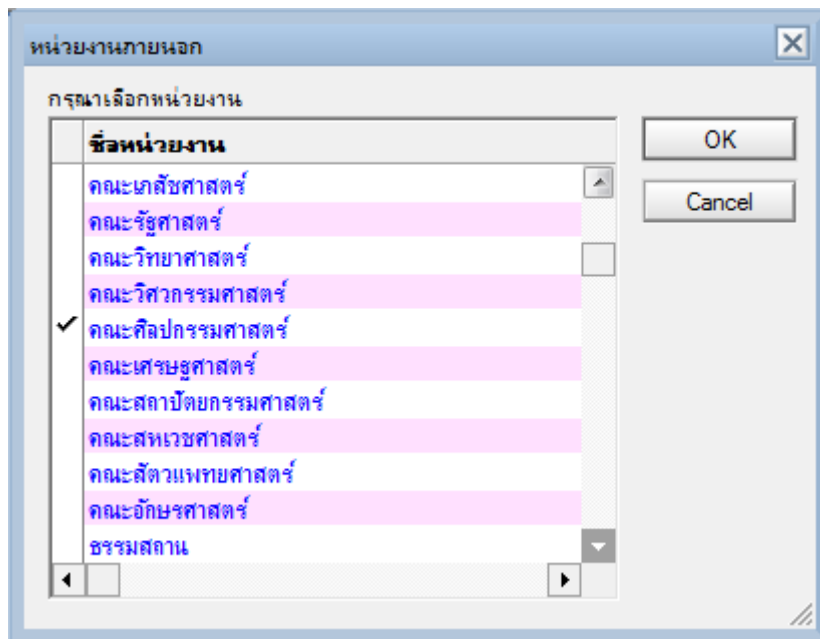 หน่วยงานภายนอก
กรุณาเลือกหน่วยงาน
ชื่อหน่วยงาน
OK
คณะเภสัชศาสตร์
Cancel
คณะรัฐศาสตร์
คณะวิทยาศาสตร์
คณะวิศวกรรมศาสตร์
คณะศิลปกรรมศาสตร์
คณะเศรษฐศาสตร์
คณะสถาปัตยกรรมศาสตร์
คณะสหเวชศาสตร์
คณะสัตวแพทยศาสตร์
คณะอักษรศาสตร์
ธรรมสถาน